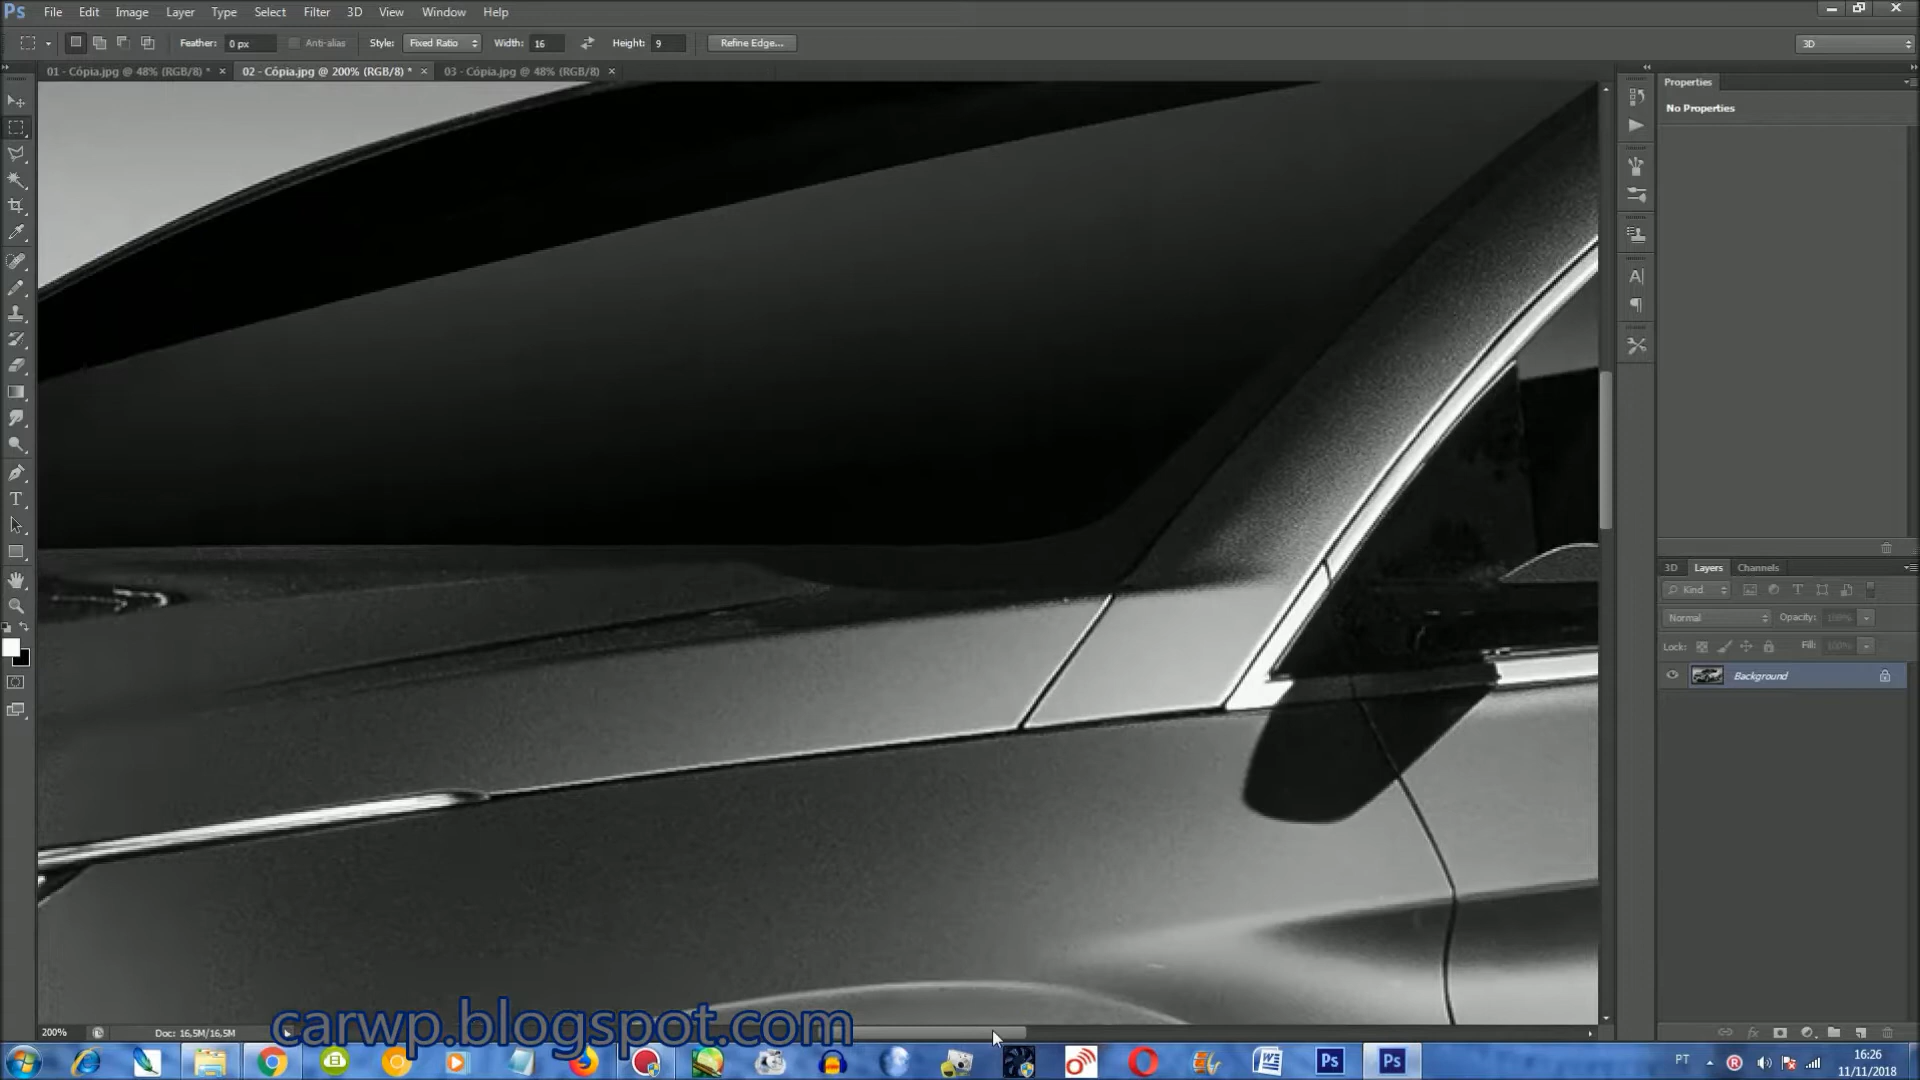 Ps File Edit Image Layer Type Select Filter 3D View Window Help
Feather: 0 px Anti-alias Style: Fixed Ratio Width: 16 Height: 9 Refine Edge... 3D
01 - Cópia.jpg @ 48% (RGB/8) * × 02 - Cópia.jpg @ 200% (RGB/8) * × 03 - Cópia.jpg @ 48% (RGB/8) ×
Properties
No Properties
3D Layers Channels
Kind
Normal Opacity: 100%
Lock: Fill: 100%
Background
carwp.blogspot.com
200% Doc: 16,5M/16,5M
PT 16:26
11/11/2018